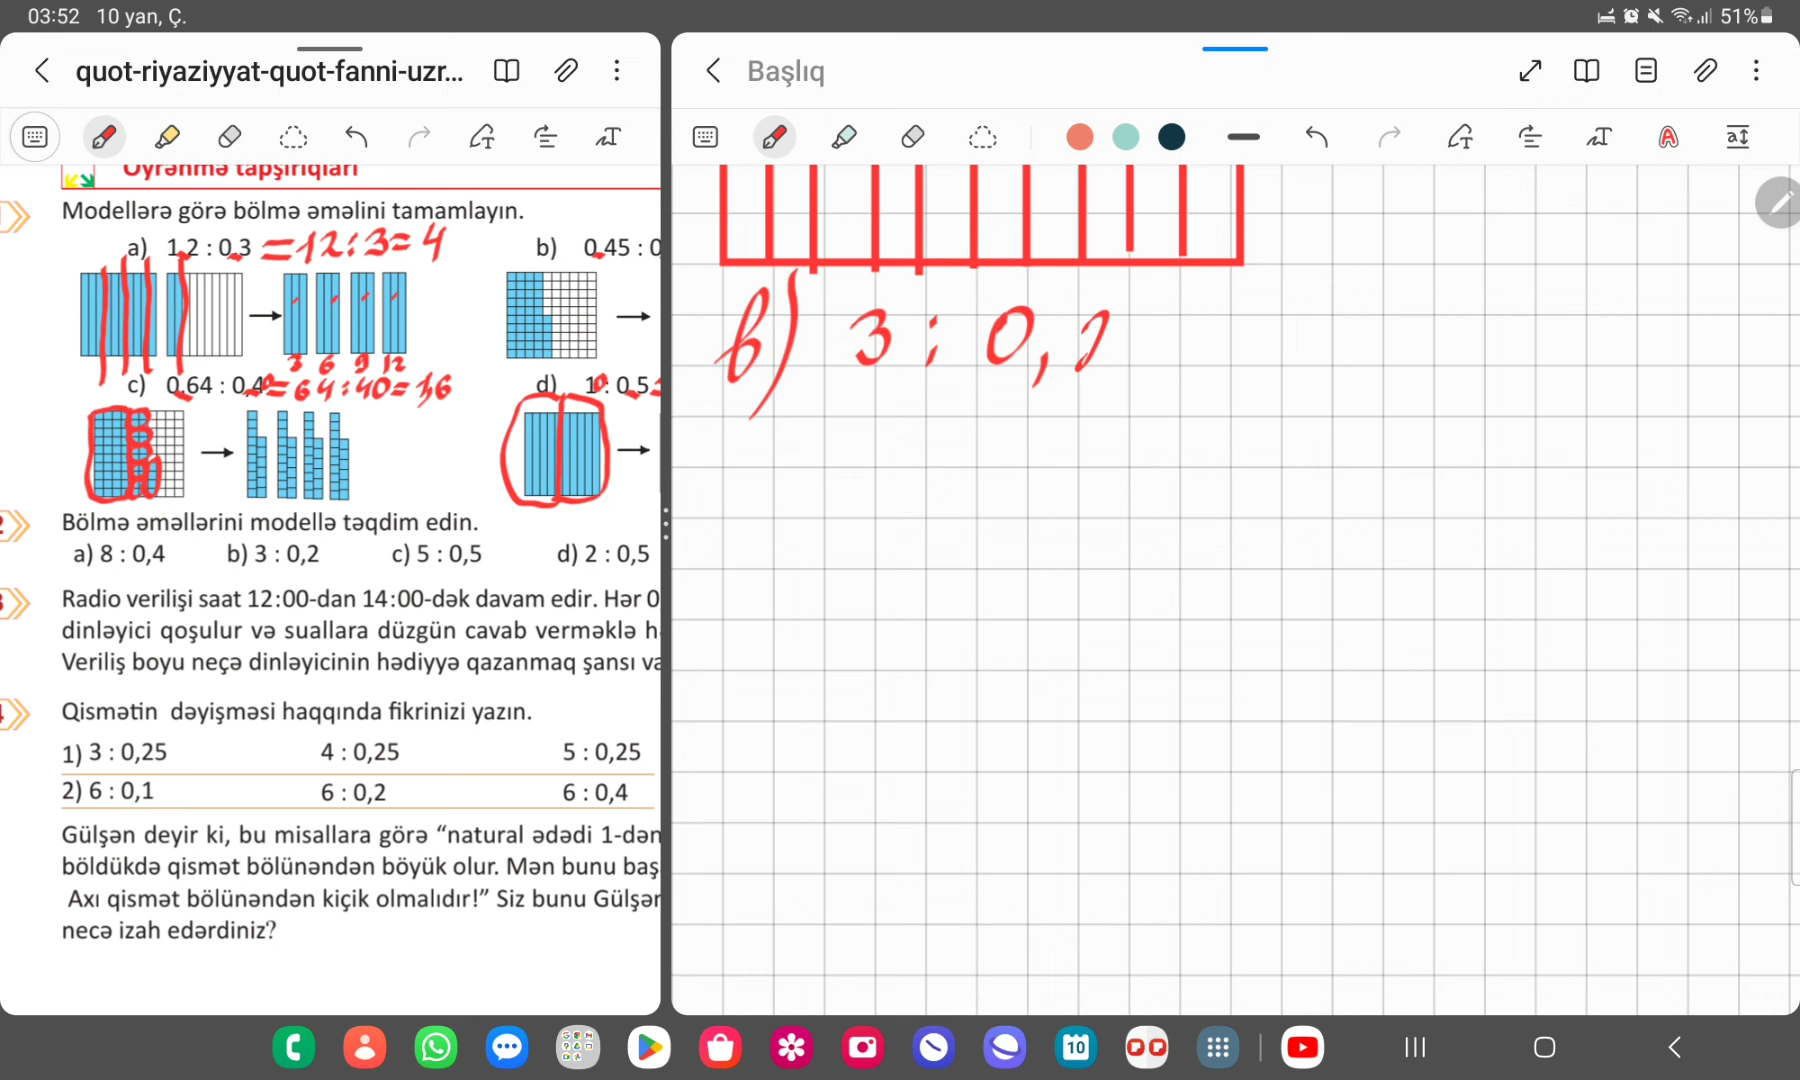 03:52 10 yan, Ç.
51%
quot-riyaziyyat-quot-fanni-uzr...
Başlıq
Öyrənmə tapşırıqları
Modellərə görə bölmə əməlini tamamlayın.
a) 1,2 : 0,3 = 12 : 3 = 4
b) 0,45 : 0
3 6 9 12
c) 0,64 : 0,40 = 64 : 40 = 1,6
d) 1 : 0,5
2
Bölmə əməllərini modellə təqdim edin.
a) 8 : 0,4 b) 3 : 0,2 c) 5 : 0,5 d) 2 : 0,5
3
Radio verilişi saat 12:00-dan 14:00-dək davam edir. Hər 0
dinləyici qoşulur və suallara düzgün cavab verməklə h
Veriliş boyu neçə dinləyicinin hədiyyə qazanmaq şansı va
4
Qismətin dəyişməsi haqqında fikrinizi yazın.
1) 3 : 0,25 4 : 0,25 5 : 0,25
2) 6 : 0,1 6 : 0,2 6 : 0,4
Gülşən deyir ki, bu misallara görə “natural ədədi 1-dən
böldükdə qismət bölünəndən böyük olur. Mən bunu baş
Axı qismət bölünəndən kiçik olmalıdır!” Siz bunu Gülşən
necə izah edərdiniz?
b) 3 : 0,
10